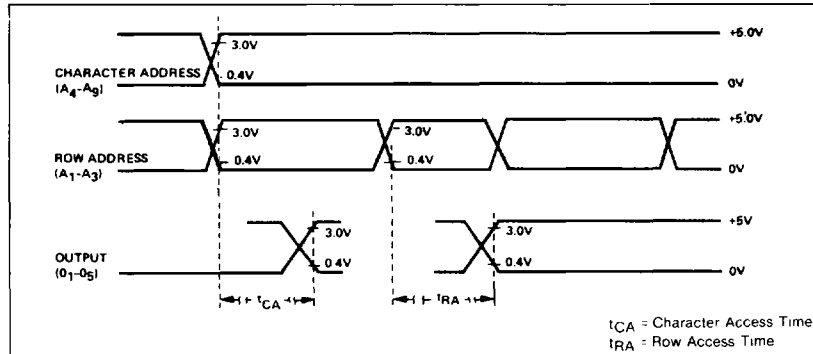 +5.0V
3.0V
CHARACTER ADDRESS
(A4-A9)
0.4V
0V
+5.0V
3.0V
3.0V
ROW ADDRESS
(A1-A3)
0.4V
0.4V
0V
+5V
3.0V
3.0V
OUTPUT
(01-05)
0.4V
0.4V
0V
tCA
tRA
tCA = Character Access Time
tRA = Row Access Time